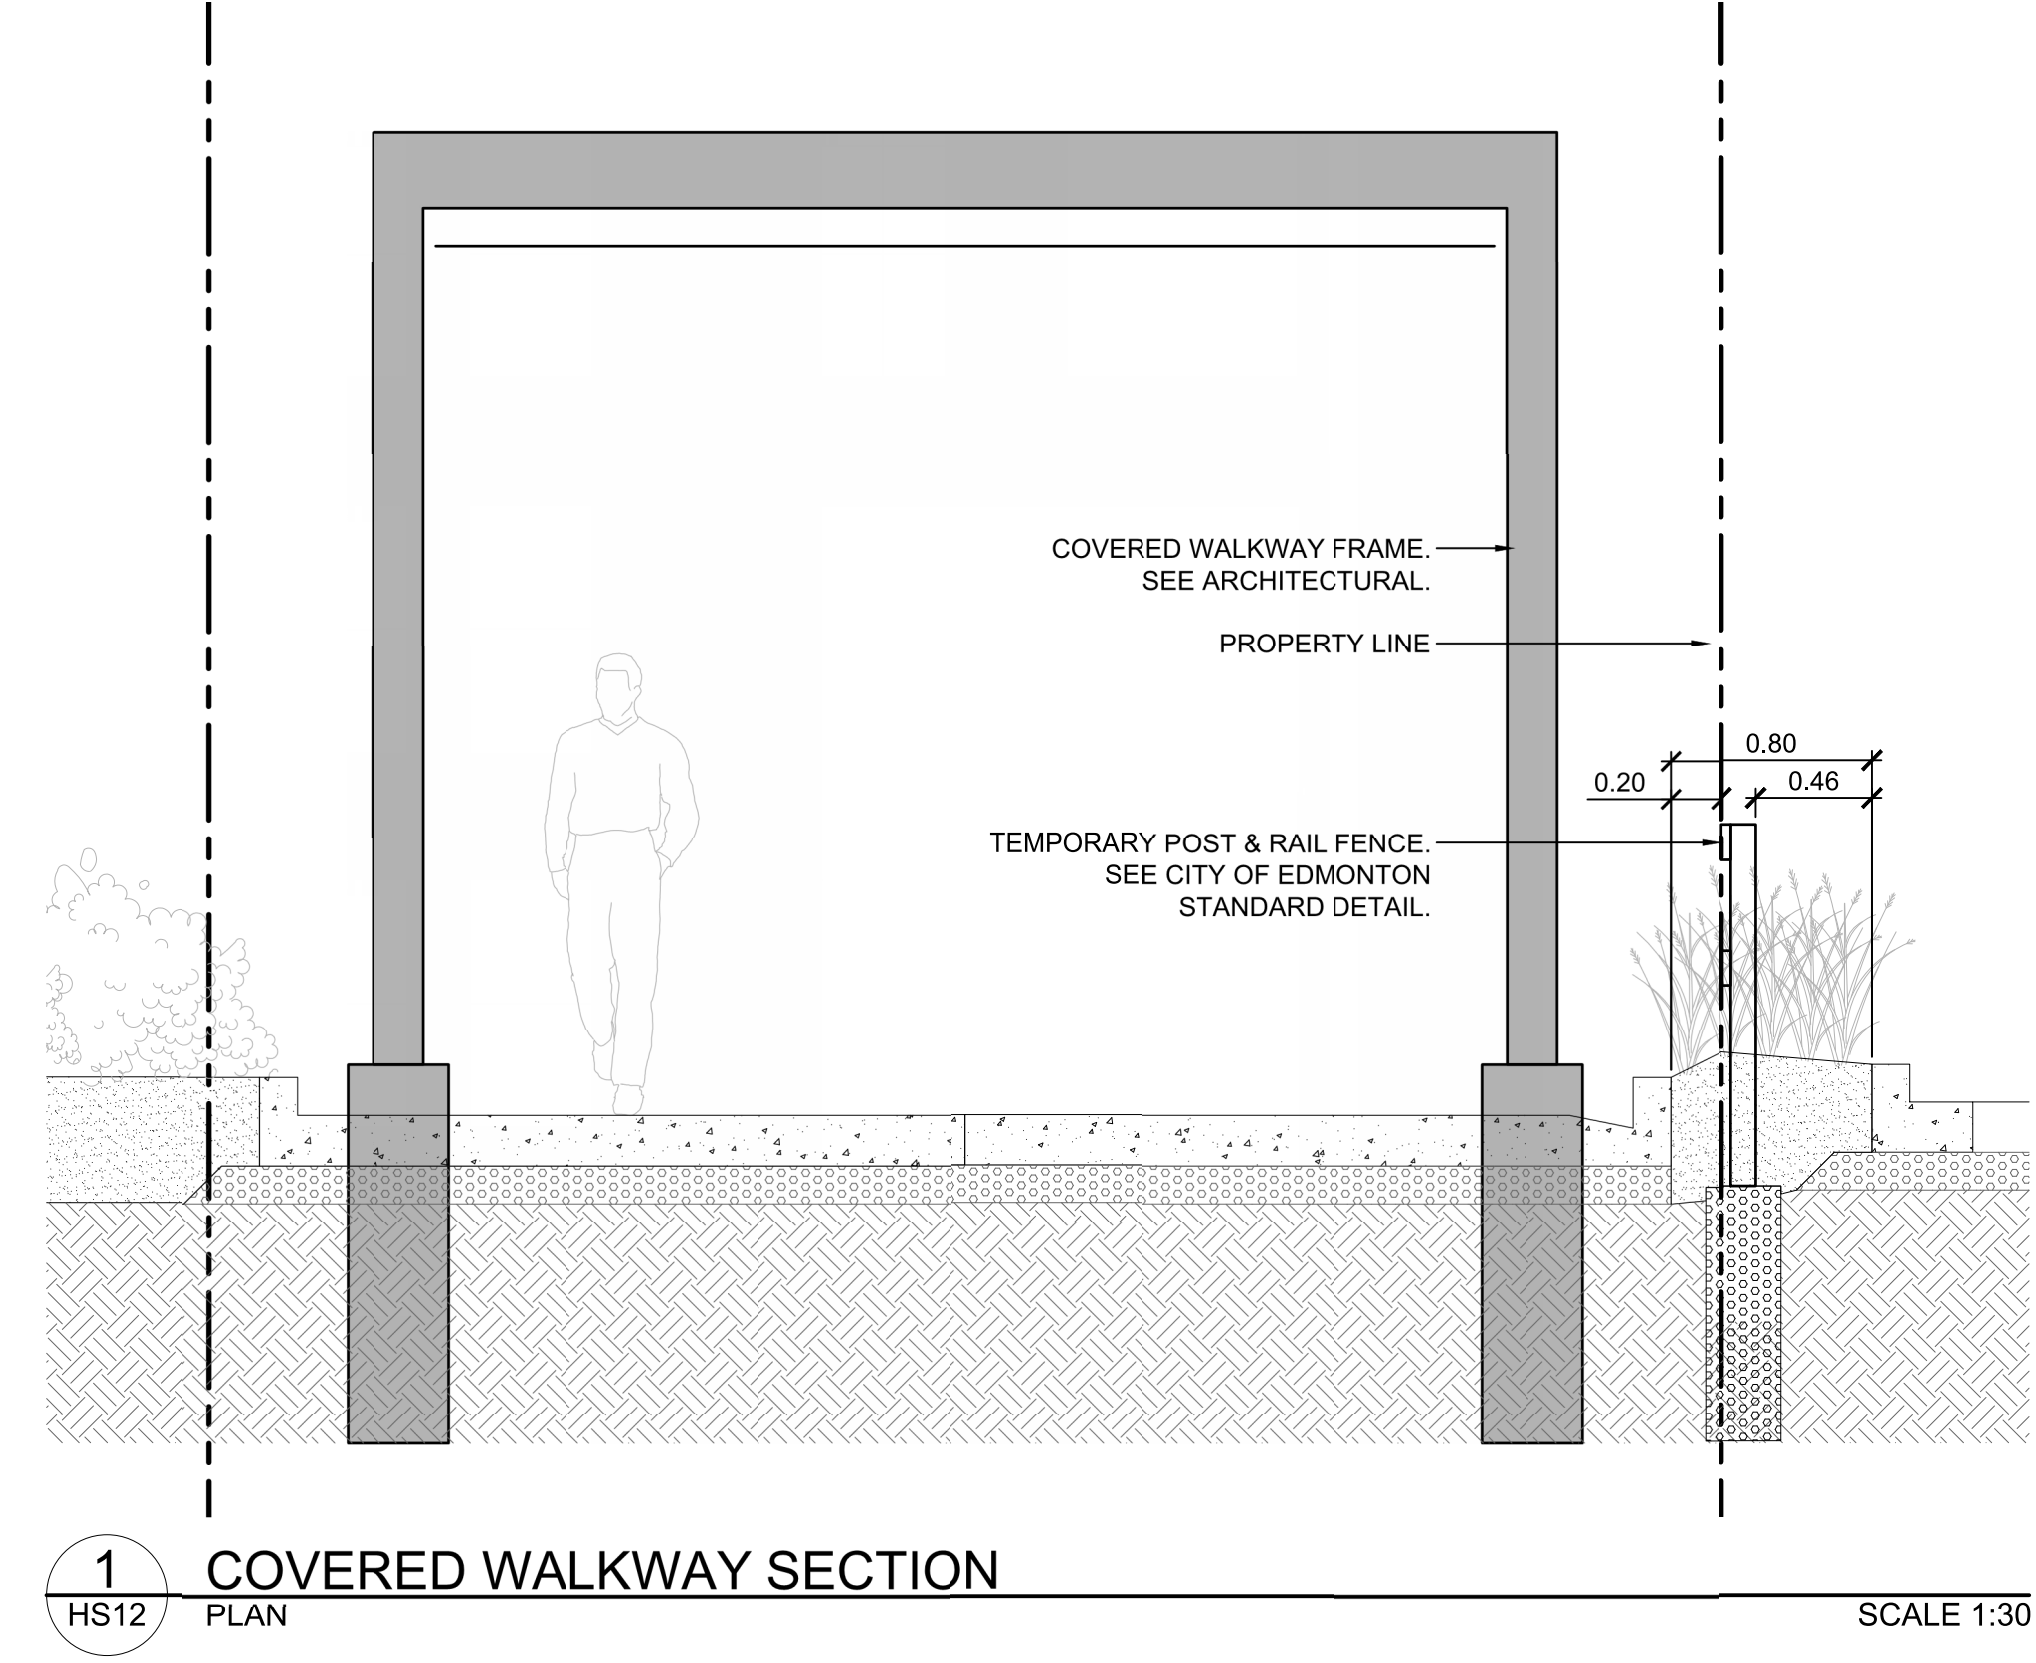 COVERED WALKWAY FRAME.
SEE ARCHITECTURAL.
PROPERTY LINE
0.80
0.20
0.46
TEMPORARY POST & RAIL FENCE.
SEE CITY OF EDMONTON
STANDARD DETAIL.
1
COVERED WALKWAY SECTION
HS12
PLAN
SCALE 1:30